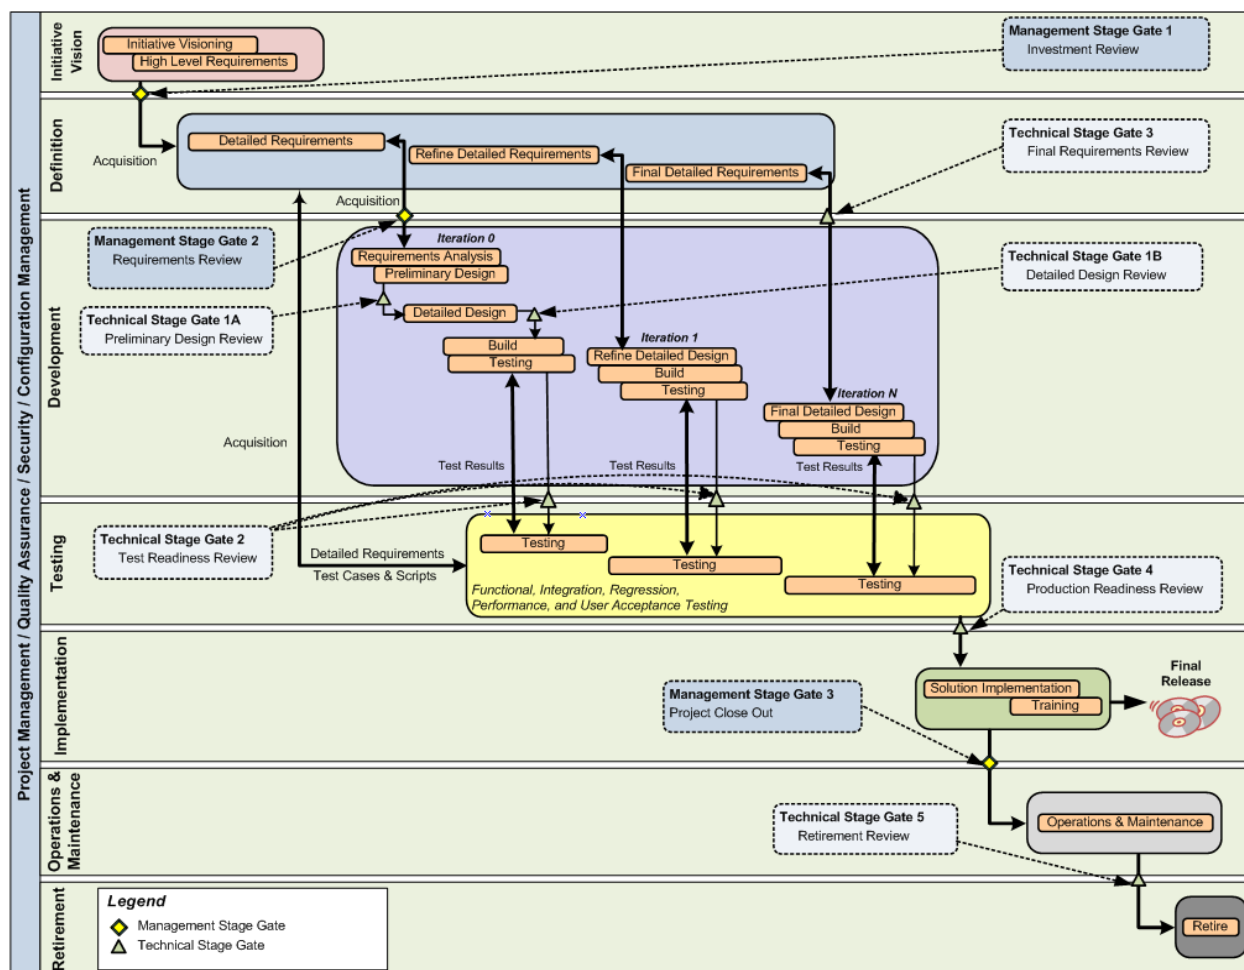 Project Management / Quality Assurance / Security / Configuration Management
Initiative
Vision
Initiative Visioning
High Level Requirements
Management Stage Gate 1
Investment Review
Definition
Acquisition
Detailed Requirements
Refine Detailed Requirements
Final Detailed Requirements
Technical Stage Gate 3
Final Requirements Review
Acquisition
Development
Management Stage Gate 2
Requirements Review
Iteration 0
Requirements Analysis
Preliminary Design
Technical Stage Gate 1B
Detailed Design Review
Technical Stage Gate 1A
Preliminary Design Review
Detailed Design
Build
Testing
Iteration 1
Refine Detailed Design
Build
Testing
Iteration N
Final Detailed Design
Build
Testing
Acquisition
Test Results
Test Results
Test Results
Testing
Technical Stage Gate 2
Test Readiness Review
Detailed Requirements
Test Cases & Scripts
Testing
Testing
Testing
Functional, Integration, Regression,
Performance, and User Acceptance Testing
Technical Stage Gate 4
Production Readiness Review
Implementation
Solution Implementation
Training
Final
Release
Management Stage Gate 3
Project Close Out
Operations &
Maintenance
Operations & Maintenance
Technical Stage Gate 5
Retirement Review
Retirement
Legend
Management Stage Gate
Technical Stage Gate
Retire